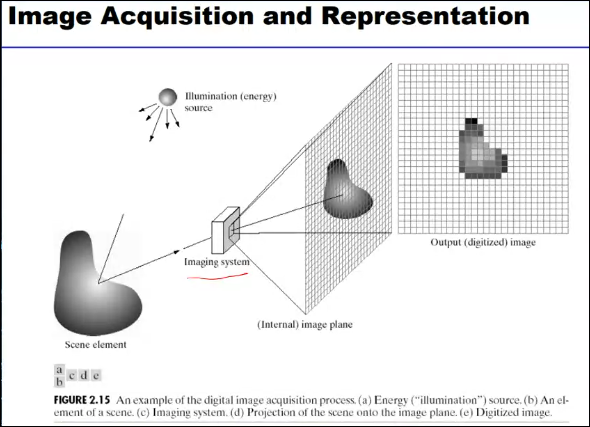 Image Acquisition and Representation
Illumination (energy)
source
Output (digitized) image
Imaging system
(Internal) image plane
Scene element
a
b
c d e
FIGURE 2.15 An example of the digital image acquisition process. (a) Energy (“illumination”) source. (b) An el-
ement of a scene. (c) Imaging system. (d) Projection of the scene onto the image plane. (e) Digitized image.